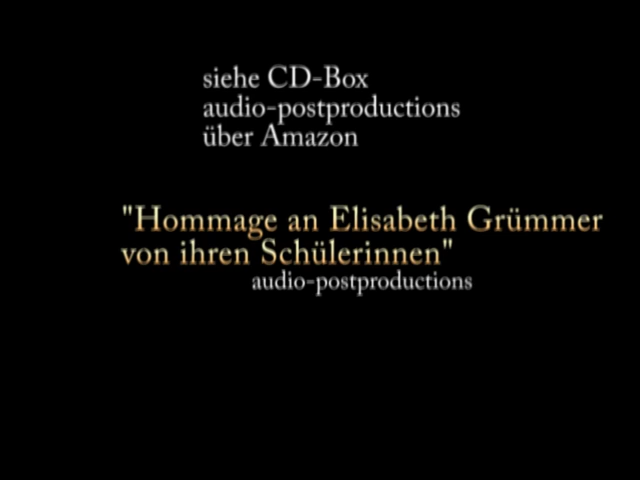 siehe CD-Box
audio-postproductions
über Amazon
"Hommage an Elisabeth Grümmer
von ihren Schülerinnen"
audio-postproductions